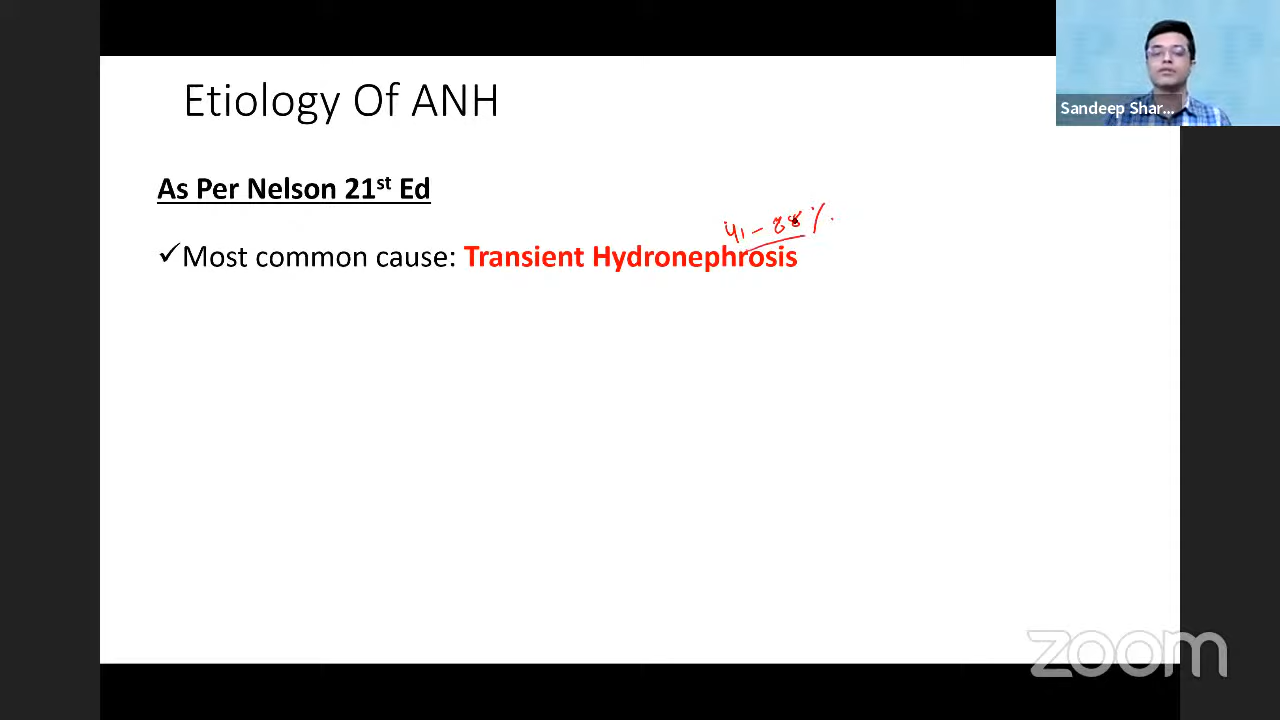 Etiology Of ANH
Sandeep Shar...
As Per Nelson 21st Ed
41 - 88 %
✓Most common cause: Transient Hydronephrosis
zoom